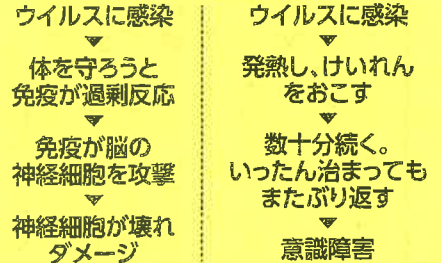 ウイルスに感染
▼
体を守ろうと
免疫が過剰反応
▼
免疫が脳の
神経細胞を攻撃
▼
神経細胞が壊れ
ダメージ
ウイルスに感染
▼
発熱し、けいれん
をおこす
▼
数十分続く。
いったん治まっても
またぶり返す
▼
意識障害